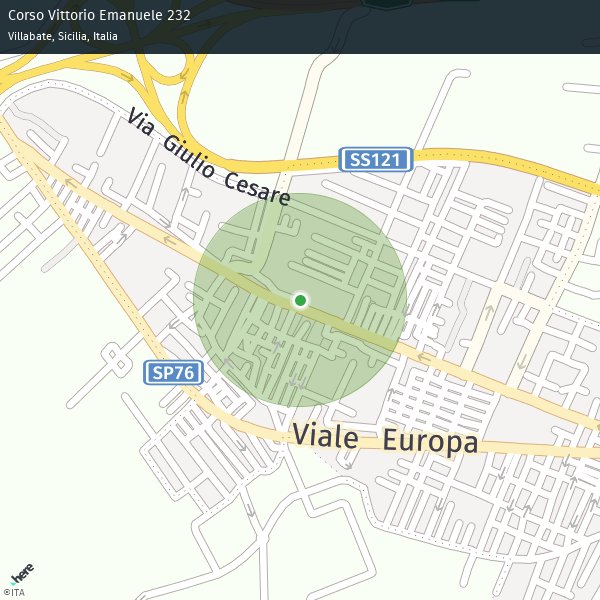 Corso Vittorio Emanuele 232
Villabate, Sicilia, Italia
Via Giulio Cesare
SS121
SP76
Viale Europa
here
©ITA